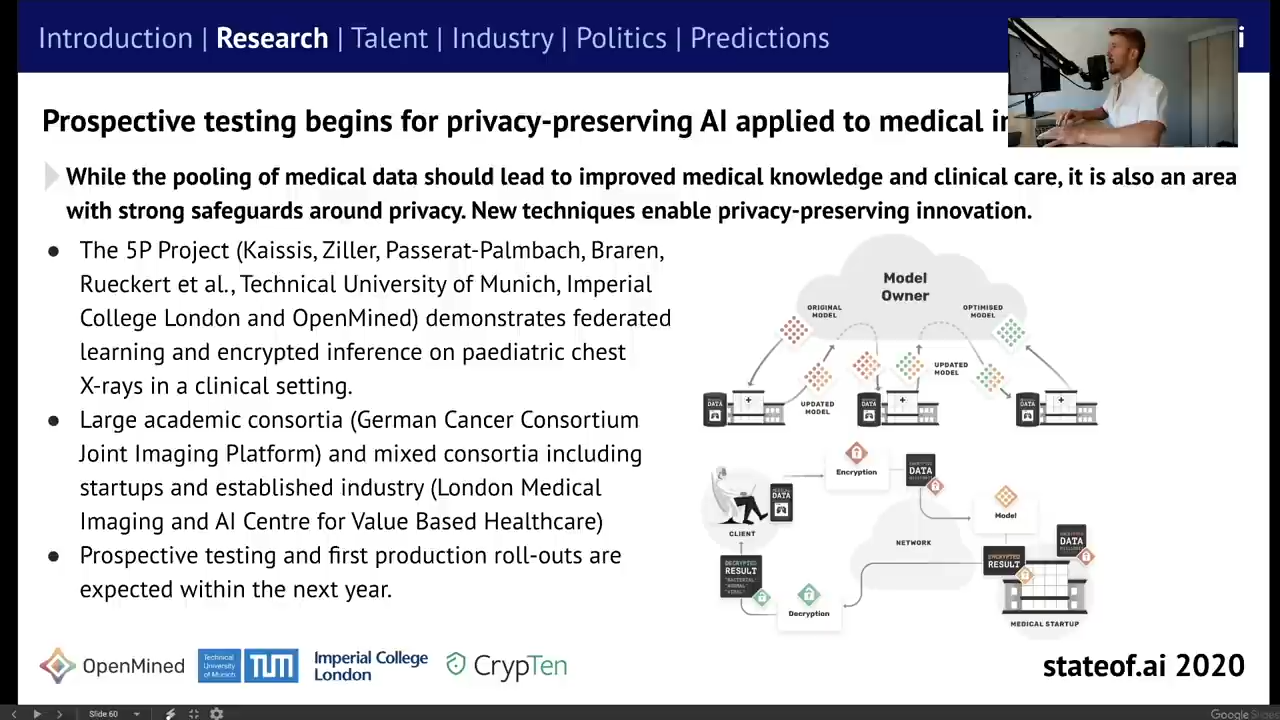 Introduction | Research | Talent | Industry | Politics | Predictions
i
Prospective testing begins for privacy-preserving AI applied to medical
While the pooling of medical data should lead to improved medical knowledge and clinical care, it is also an area
with strong safeguards around privacy. New techniques enable privacy-preserving innovation.
● The 5P Project (Kaissis, Ziller, Passerat-Palmbach, Braren,
Rueckert et al., Technical University of Munich, Imperial
College London and OpenMined) demonstrates federated
learning and encrypted inference on paediatric chest
X-rays in a clinical setting.
● Large academic consortia (German Cancer Consortium
Joint Imaging Platform) and mixed consortia including
startups and established industry (London Medical
Imaging and AI Centre for Value Based Healthcare)
● Prospective testing and first production roll-outs are
expected within the next year.
Model
Owner
ORIGINAL
MODEL
OPTIMISED
MODEL
UPDATED
MODEL
UPDATED
MODEL
DATA
DATA
DATA
Encryption
DATA
DATA
CLIENT
Model
NETWORK
DATA
ENCRYPTED
RESULT
DECRYPTED
RESULT
"BACTERIAL"
"NORMAL"
"VIRAL"
Decryption
MEDICAL STARTUP
OpenMined
Technical
University
of Munich
TUM
Imperial College
London
CrypTen
stateof.ai 2020
Slide 60
Google Slides